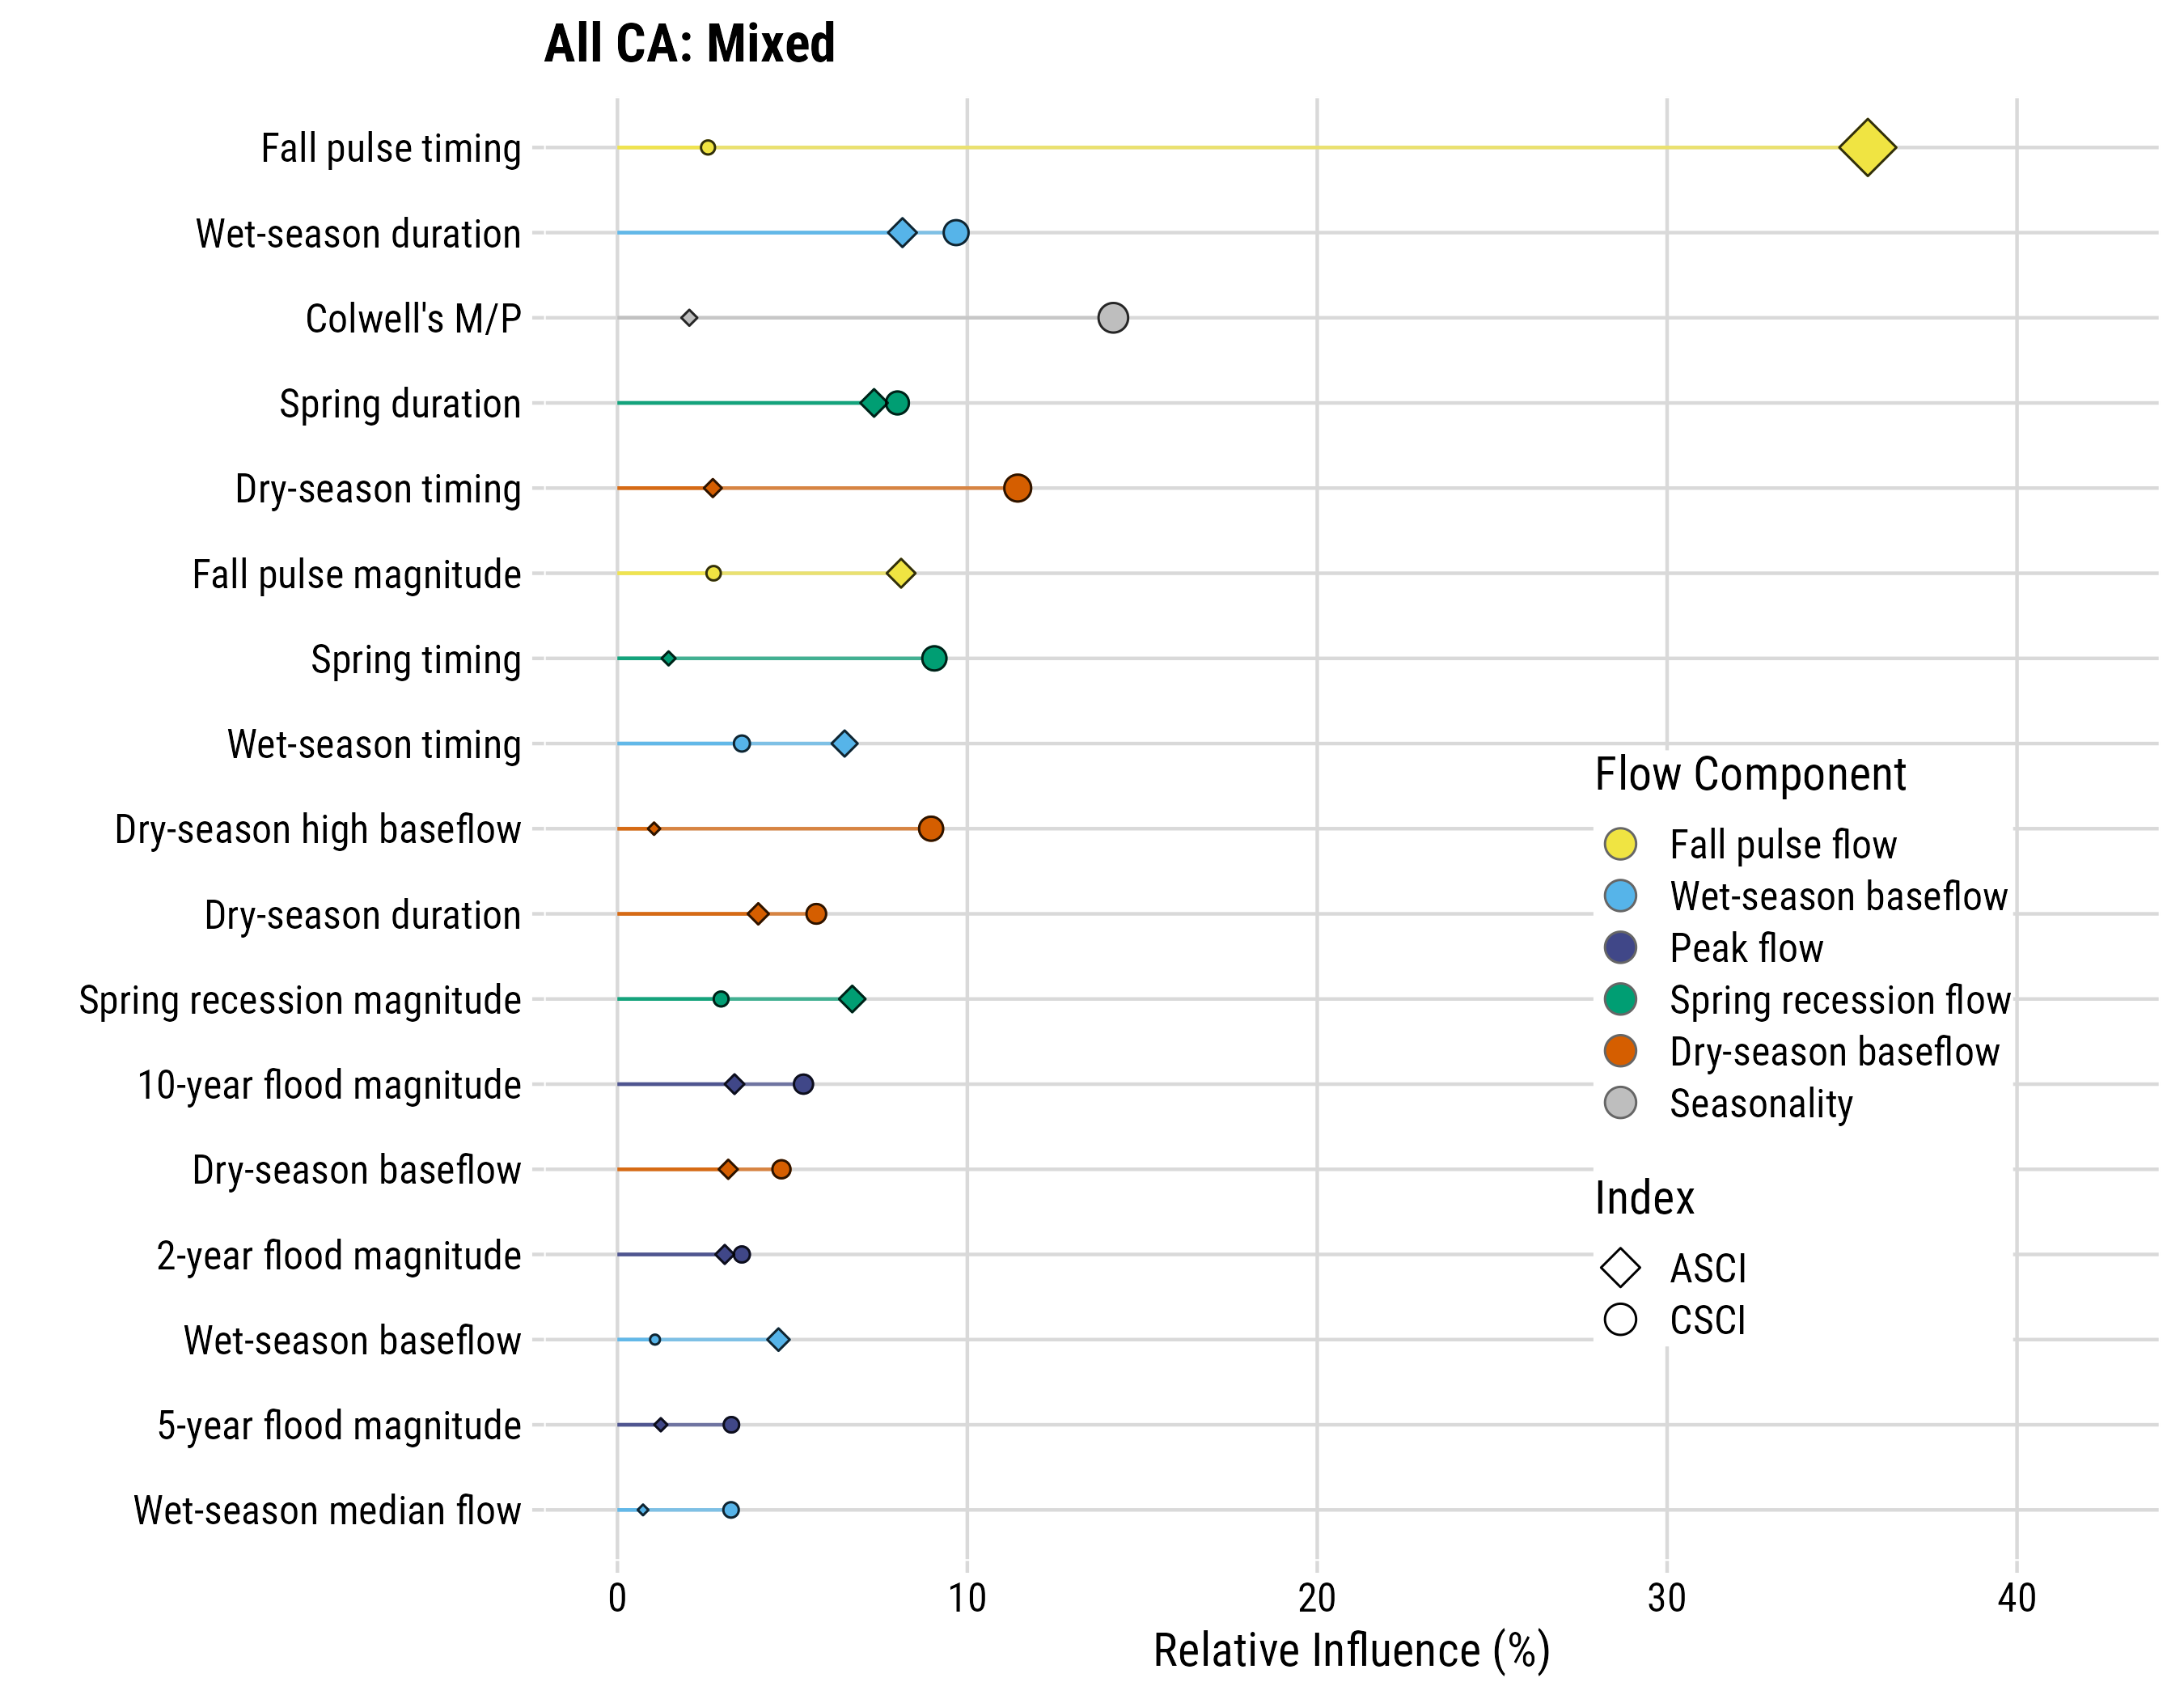 All CA: Mixed
Fall pulse timing
Wet-season duration
Colwell's M/P
Spring duration
Dry-season timing
Fall pulse magnitude
Spring timing
Wet-season timing
Dry-season high baseflow
Dry-season duration
Spring recession magnitude
10-year flood magnitude
Dry-season baseflow
2-year flood magnitude
Wet-season baseflow
5-year flood magnitude
Wet-season median flow
Flow Component
Fall pulse flow
Wet-season baseflow
Peak flow
Spring recession flow
Dry-season baseflow
Seasonality
Index
ASCI
CSCI
0 10 20 30 40
Relative Influence (%)